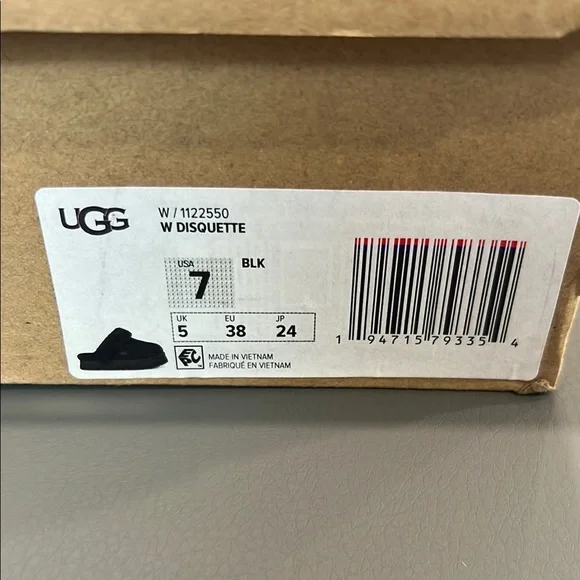 UGG
W / 1122550
W DISQUETTE
USA
7
BLK
UK EU JP
5 38 24
MADE IN VIETNAM
FABRIQUÉ EN VIETNAM
1 94715 79335 4